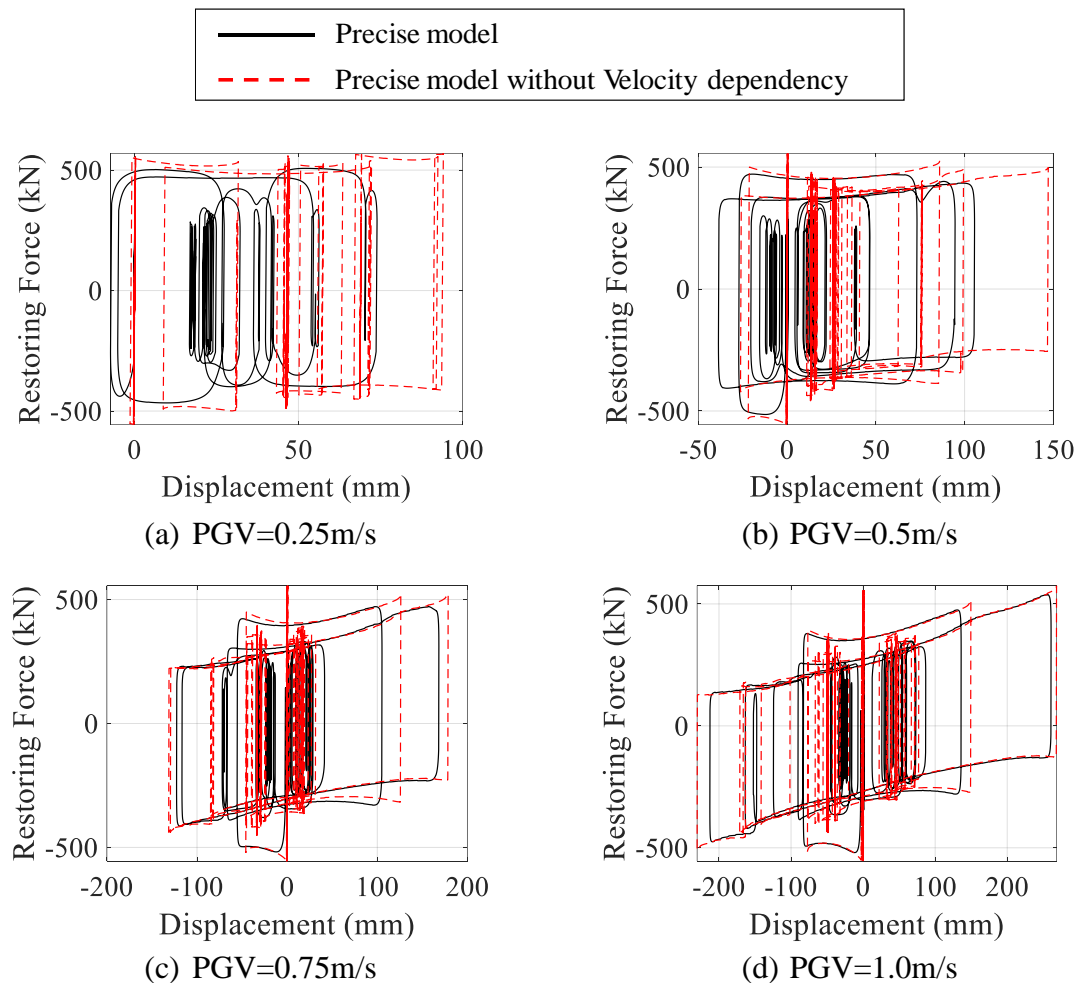 Precise model
Precise model without Velocity dependency
500
0
-500
Restoring Force (kN)
0
50
100
Displacement (mm)
(a) PGV=0.25m/s
500
0
-500
Restoring Force (kN)
-50
0
50
100
150
Displacement (mm)
(b) PGV=0.5m/s
500
0
-500
Restoring Force (kN)
-200
-100
0
100
200
Displacement (mm)
(c) PGV=0.75m/s
500
0
-500
Restoring Force (kN)
-200
-100
0
100
200
Displacement (mm)
(d) PGV=1.0m/s